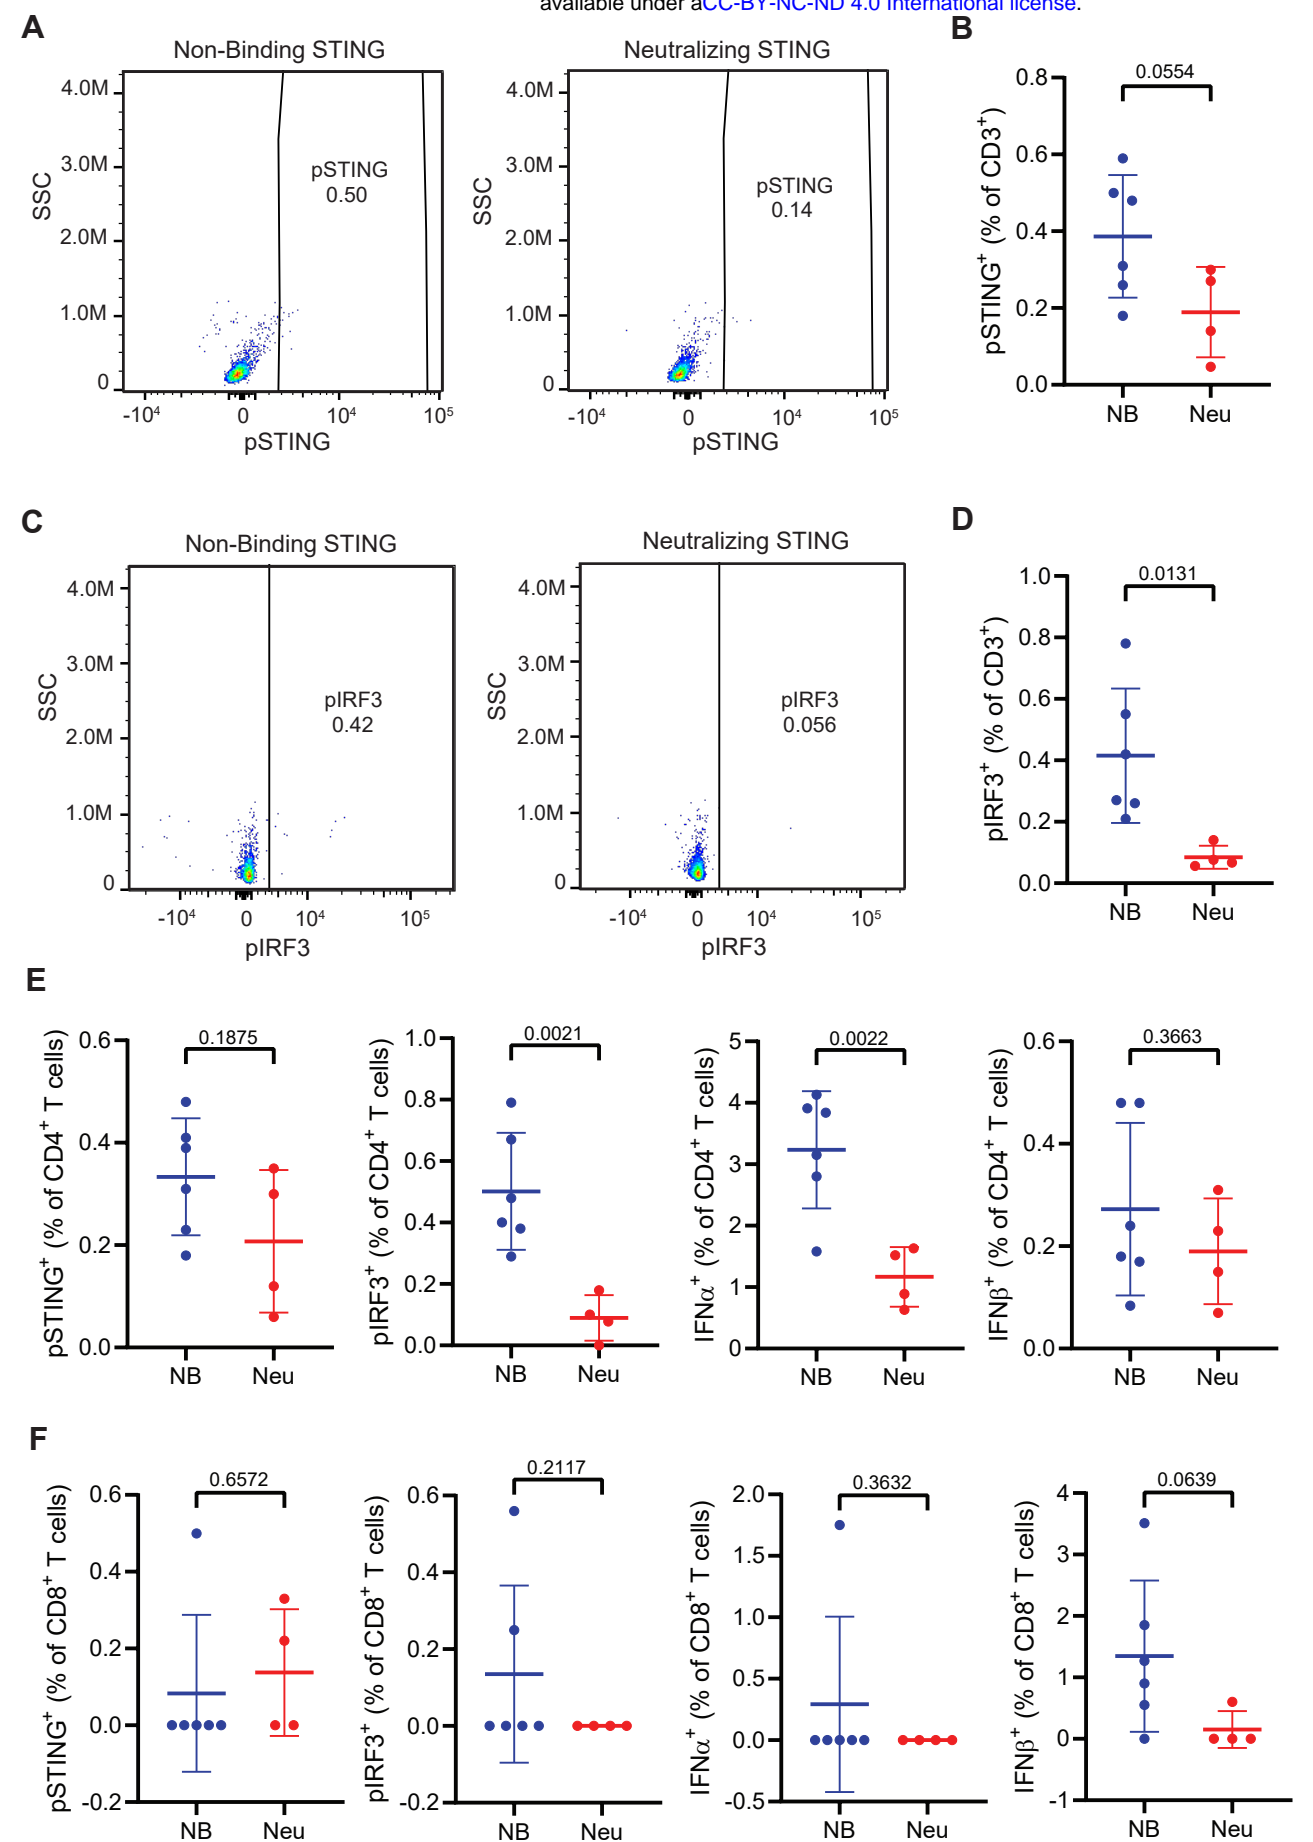 available under aCC-BY-NC-ND 4.0 International license.
A
Non-Binding STING
Neutralizing STING
SSC
4.0M
3.0M
2.0M
1.0M
0
pSTING
0.50
-10⁴
0
10⁴
10⁵
pSTING
SSC
4.0M
3.0M
2.0M
1.0M
0
pSTING
0.14
-10⁴
0
10⁴
10⁵
pSTING
B
pSTING⁺ (% of CD3⁺)
0.8
0.6
0.4
0.2
0.0
0.0554
NB
Neu
C
Non-Binding STING
Neutralizing STING
SSC
4.0M
3.0M
2.0M
1.0M
0
pIRF3
0.42
-10⁴
0
10⁴
10⁵
pIRF3
SSC
4.0M
3.0M
2.0M
1.0M
0
pIRF3
0.056
-10⁴
0
10⁴
10⁵
pIRF3
D
pIRF3⁺ (% of CD3⁺)
1.0
0.8
0.6
0.4
0.2
0.0
0.0131
NB
Neu
E
pSTING⁺ (% of CD4⁺ T cells)
0.6
0.4
0.2
0.0
0.1875
NB
Neu
pIRF3⁺ (% of CD4⁺ T cells)
1.0
0.8
0.6
0.4
0.2
0.0
0.0021
NB
Neu
IFNα⁺ (% of CD4⁺ T cells)
5
4
3
2
1
0
0.0022
NB
Neu
IFNβ⁺ (% of CD4⁺ T cells)
0.6
0.4
0.2
0.0
0.3663
NB
Neu
F
pSTING⁺ (% of CD8⁺ T cells)
0.6
0.4
0.2
0.0
-0.2
0.6572
NB
Neu
pIRF3⁺ (% of CD8⁺ T cells)
0.6
0.4
0.2
0.0
-0.2
0.2117
NB
Neu
IFNα⁺ (% of CD8⁺ T cells)
2.0
1.5
1.0
0.5
0.0
-0.5
0.3632
NB
Neu
IFNβ⁺ (% of CD8⁺ T cells)
4
3
2
1
0
-1
0.0639
NB
Neu